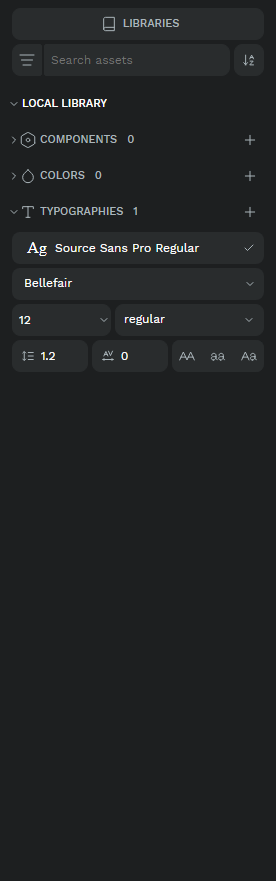 LIBRARIES
Search assets
LOCAL LIBRARY
COMPONENTS 0
COLORS 0
TYPOGRAPHIES 1
Ag Source Sans Pro Regular
Bellefair
12 regular
1.2 AV 0 AA aa Aa